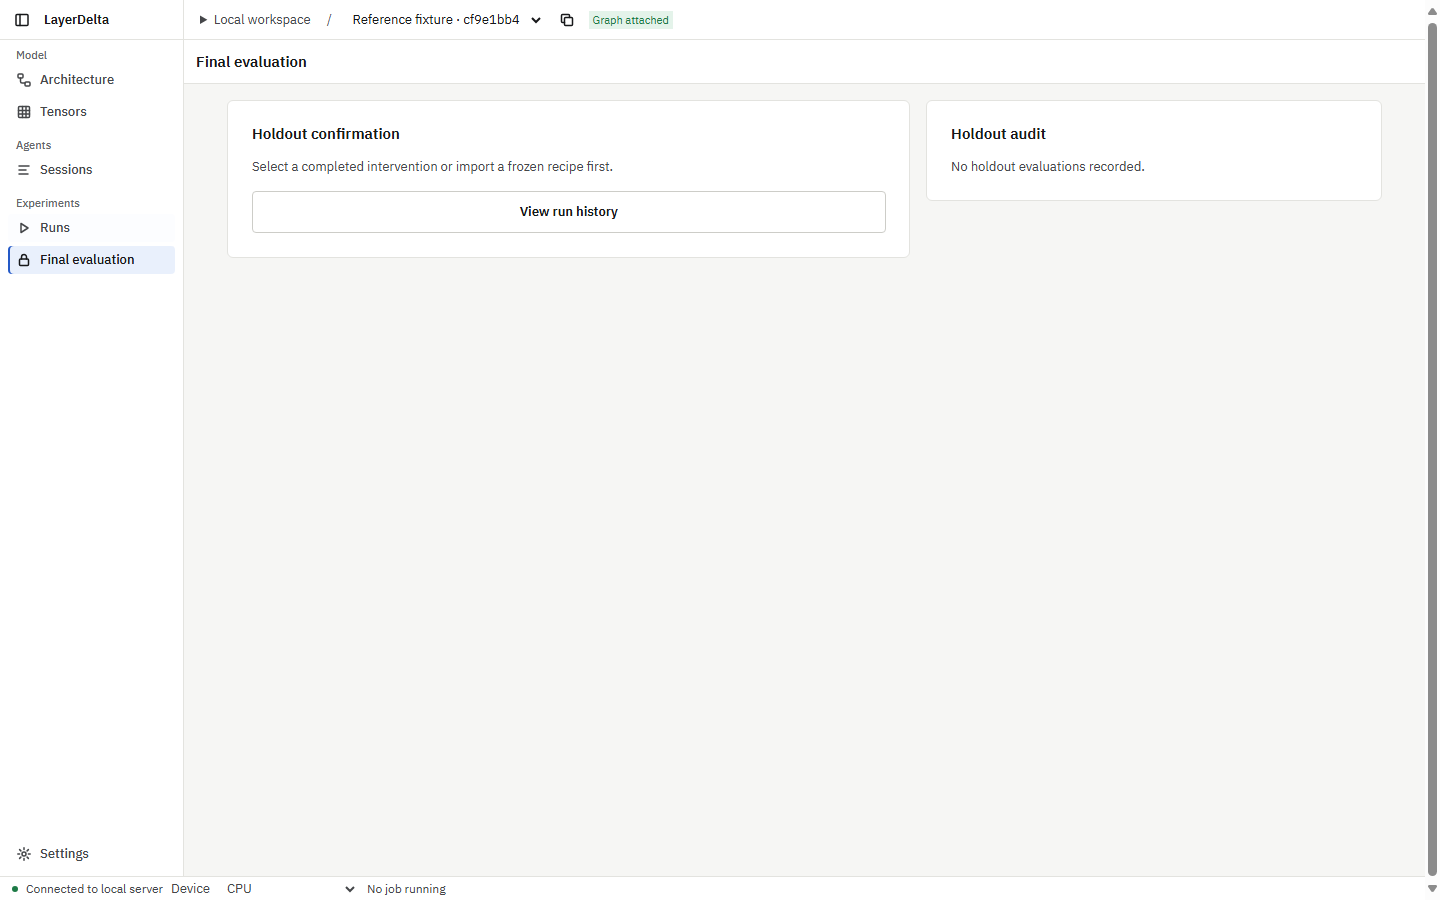 LayerDelta
Local workspace / Reference fixture · cf9e1bb4
Graph attached
Model
Architecture
Tensors
Agents
Sessions
Experiments
Runs
Final evaluation
Settings
Final evaluation
Holdout confirmation
Select a completed intervention or import a frozen recipe first.
View run history
Holdout audit
No holdout evaluations recorded.
Connected to local server Device CPU No job running